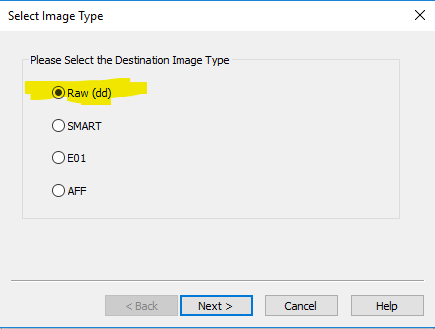 Select Image Type
Please Select the Destination Image Type
Raw (dd)
SMART
E01
AFF
< Back Next > Cancel Help